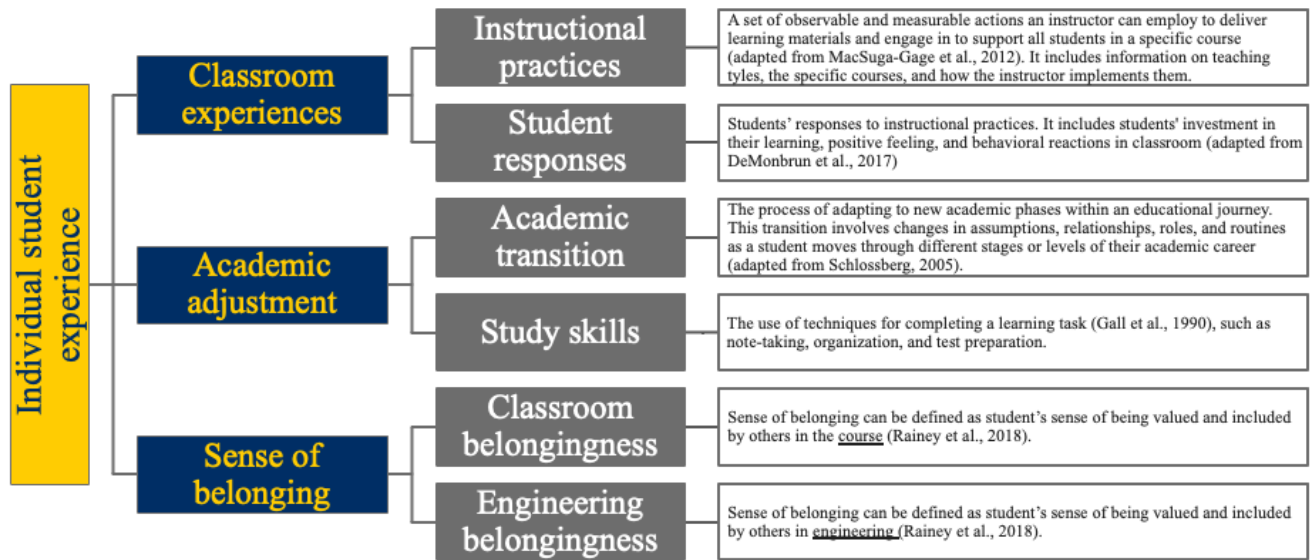 Individual student
experience
Classroom
experiences
Instructional
practices
A set of observable and measurable actions an instructor can employ to deliver
learning materials and engage in to support all students in a specific course
(adapted from MacSuga-Gage et al., 2012). It includes information on teaching
tyles, the specific courses, and how the instructor implements them.
Student
responses
Students’ responses to instructional practices. It includes students' investment in
their learning, positive feeling, and behavioral reactions in classroom (adapted from
DeMonbrun et al., 2017)
Academic
adjustment
Academic
transition
The process of adapting to new academic phases within an educational journey.
This transition involves changes in assumptions, relationships, roles, and routines
as a student moves through different stages or levels of their academic career
(adapted from Schlossberg, 2005).
Study skills
The use of techniques for completing a learning task (Gall et al., 1990), such as
note-taking, organization, and test preparation.
Sense of
belonging
Classroom
belongingness
Sense of belonging can be defined as student’s sense of being valued and included
by others in the course (Rainey et al., 2018).
Engineering
belongingness
Sense of belonging can be defined as student’s sense of being valued and included
by others in engineering (Rainey et al., 2018).